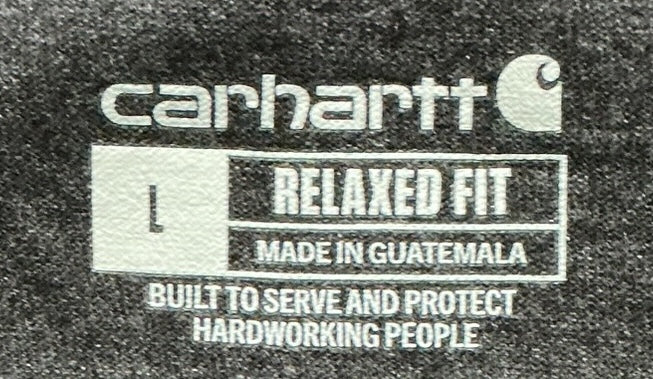 carhartt
L
RELAXED FIT
MADE IN GUATEMALA
BUILT TO SERVE AND PROTECT
HARDWORKING PEOPLE